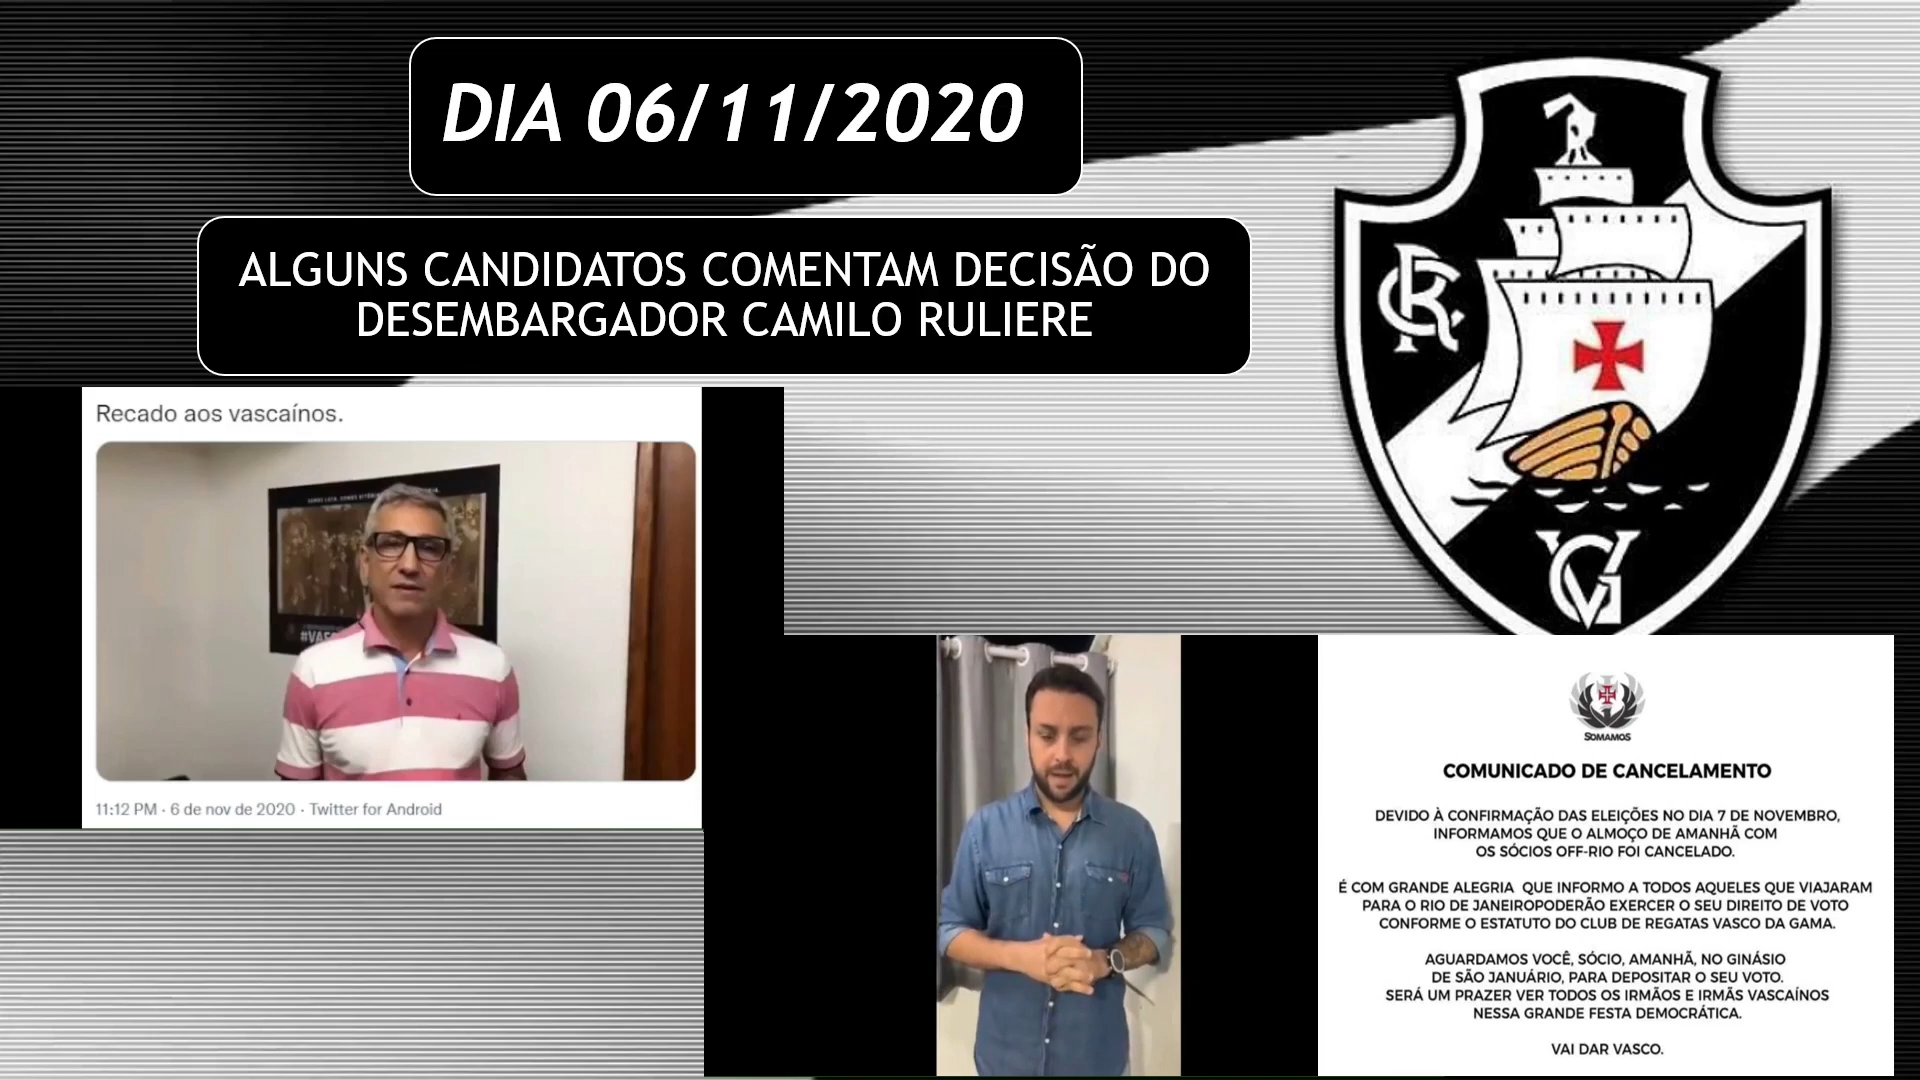 DIA 06/11/2020
ALGUNS CANDIDATOS COMENTAM DECISÃO DO
DESEMBARGADOR CAMILO RULIERE
Recado aos vascaínos.
#VASC
11:12 PM · 6 de nov de 2020 · Twitter for Android
SOMAMOS
COMUNICADO DE CANCELAMENTO
DEVIDO À CONFIRMAÇÃO DAS ELEIÇÕES NO DIA 7 DE NOVEMBRO,
INFORMAMOS QUE O ALMOÇO DE AMANHÃ COM
OS SÓCIOS OFF-RIO FOI CANCELADO.
É COM GRANDE ALEGRIA QUE INFORMO A TODOS AQUELES QUE VIAJARAM
PARA O RIO DE JANEIROPODERÃO EXERCER O SEU DIREITO DE VOTO
CONFORME O ESTATUTO DO CLUB DE REGATAS VASCO DA GAMA.
AGUARDAMOS VOCÊ, SÓCIO, AMANHÃ, NO GINÁSIO
DE SÃO JANUÁRIO, PARA DEPOSITAR O SEU VOTO.
SERÁ UM PRAZER VER TODOS OS IRMÃOS E IRMÃS VASCAÍNOS
NESSA GRANDE FESTA DEMOCRÁTICA.
VAI DAR VASCO.
CR
VG